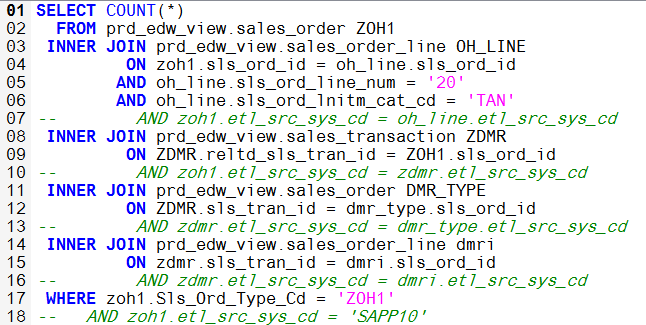 01 SELECT COUNT(*)
02   FROM prd_edw_view.sales_order ZOH1
03  INNER JOIN prd_edw_view.sales_order_line OH_LINE
04          ON zoh1.sls_ord_id = oh_line.sls_ord_id
05         AND oh_line.sls_ord_line_num = '20'
06         AND oh_line.sls_ord_lnitm_cat_cd = 'TAN'
07 --         AND zoh1.etl_src_sys_cd = oh_line.etl_src_sys_cd
08  INNER JOIN prd_edw_view.sales_transaction ZDMR
09          ON ZDMR.reltd_sls_tran_id = ZOH1.sls_ord_id
10 --         AND zoh1.etl_src_sys_cd = zdmr.etl_src_sys_cd
11  INNER JOIN prd_edw_view.sales_order DMR_TYPE
12          ON ZDMR.sls_tran_id = dmr_type.sls_ord_id
13 --         AND zdmr.etl_src_sys_cd = dmr_type.etl_src_sys_cd
14  INNER JOIN prd_edw_view.sales_order_line dmri
15          ON zdmr.sls_tran_id = dmri.sls_ord_id
16 --         AND zdmr.etl_src_sys_cd = dmri.etl_src_sys_cd
17  WHERE zoh1.Sls_Ord_Type_Cd = 'ZOH1'
18 --   AND zoh1.etl_src_sys_cd = 'SAPP10'